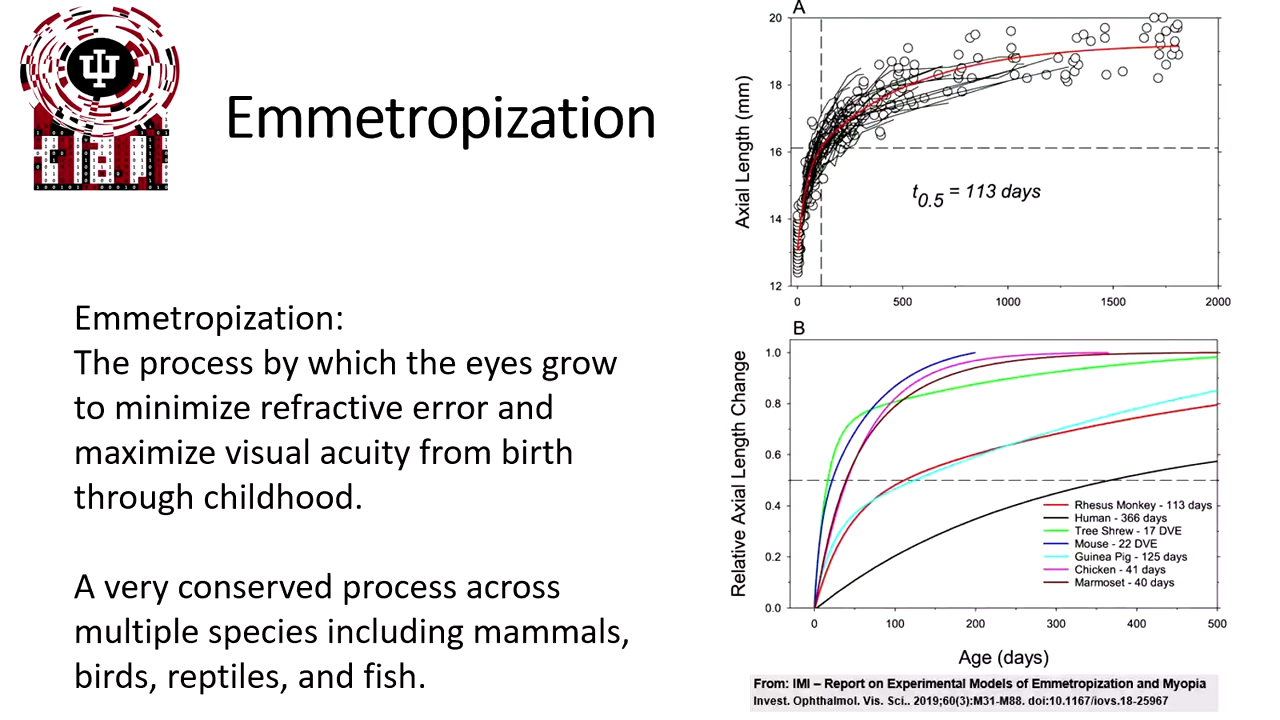 Emmetropization
Emmetropization:
The process by which the eyes grow
to minimize refractive error and
maximize visual acuity from birth
through childhood.
A very conserved process across
multiple species including mammals,
birds, reptiles, and fish.
A
Axial Length (mm)
20
18
16
14
12
t0.5 = 113 days
0
500
1000
1500
2000
B
Relative Axial Length Change
1.0
0.8
0.6
0.4
0.2
0.0
Rhesus Monkey - 113 days
Human - 366 days
Tree Shrew - 17 DVE
Mouse - 22 DVE
Guinea Pig - 125 days
Chicken - 41 days
Marmoset - 40 days
0
100
200
300
400
500
Age (days)
From: IMI – Report on Experimental Models of Emmetropization and Myopia
Invest. Ophthalmol. Vis. Sci.. 2019;60(3):M31-M88. doi:10.1167/iovs.18-25967